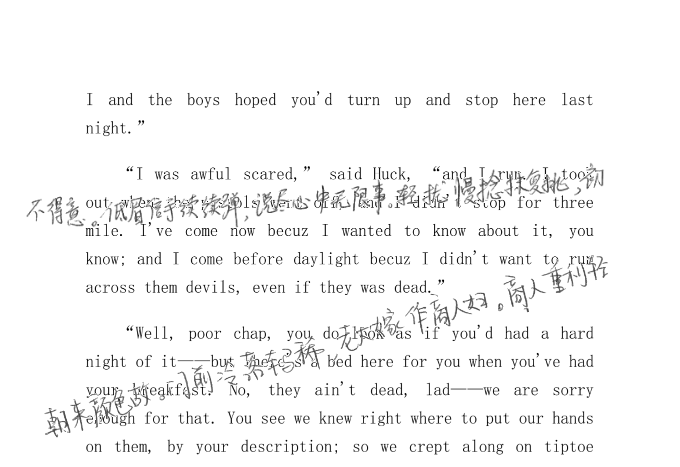 I and the boys hoped you'd turn up and stop here last
night.”
“I was awful scared,” said Huck, “and I run. I took
out when the pistols went off, and I didn't stop for three
不得意。低眉信手续续弹，说尽心中无限事。轻拢慢捻抹复挑，初
mile. I've come now becuz I wanted to know about it, you
know; and I come before daylight becuz I didn't want to run
across them devils, even if they was dead.”
“Well, poor chap, you do look as if you'd had a hard
night of it——but there's a bed here for you when you've had
your breakfast. No, they ain't dead, lad——we are sorry
朝来颜色故。门前冷落车马稀，老大嫁作商人妇。商人重利轻
enough for that. You see we knew right where to put our hands
on them, by your description; so we crept along on tiptoe